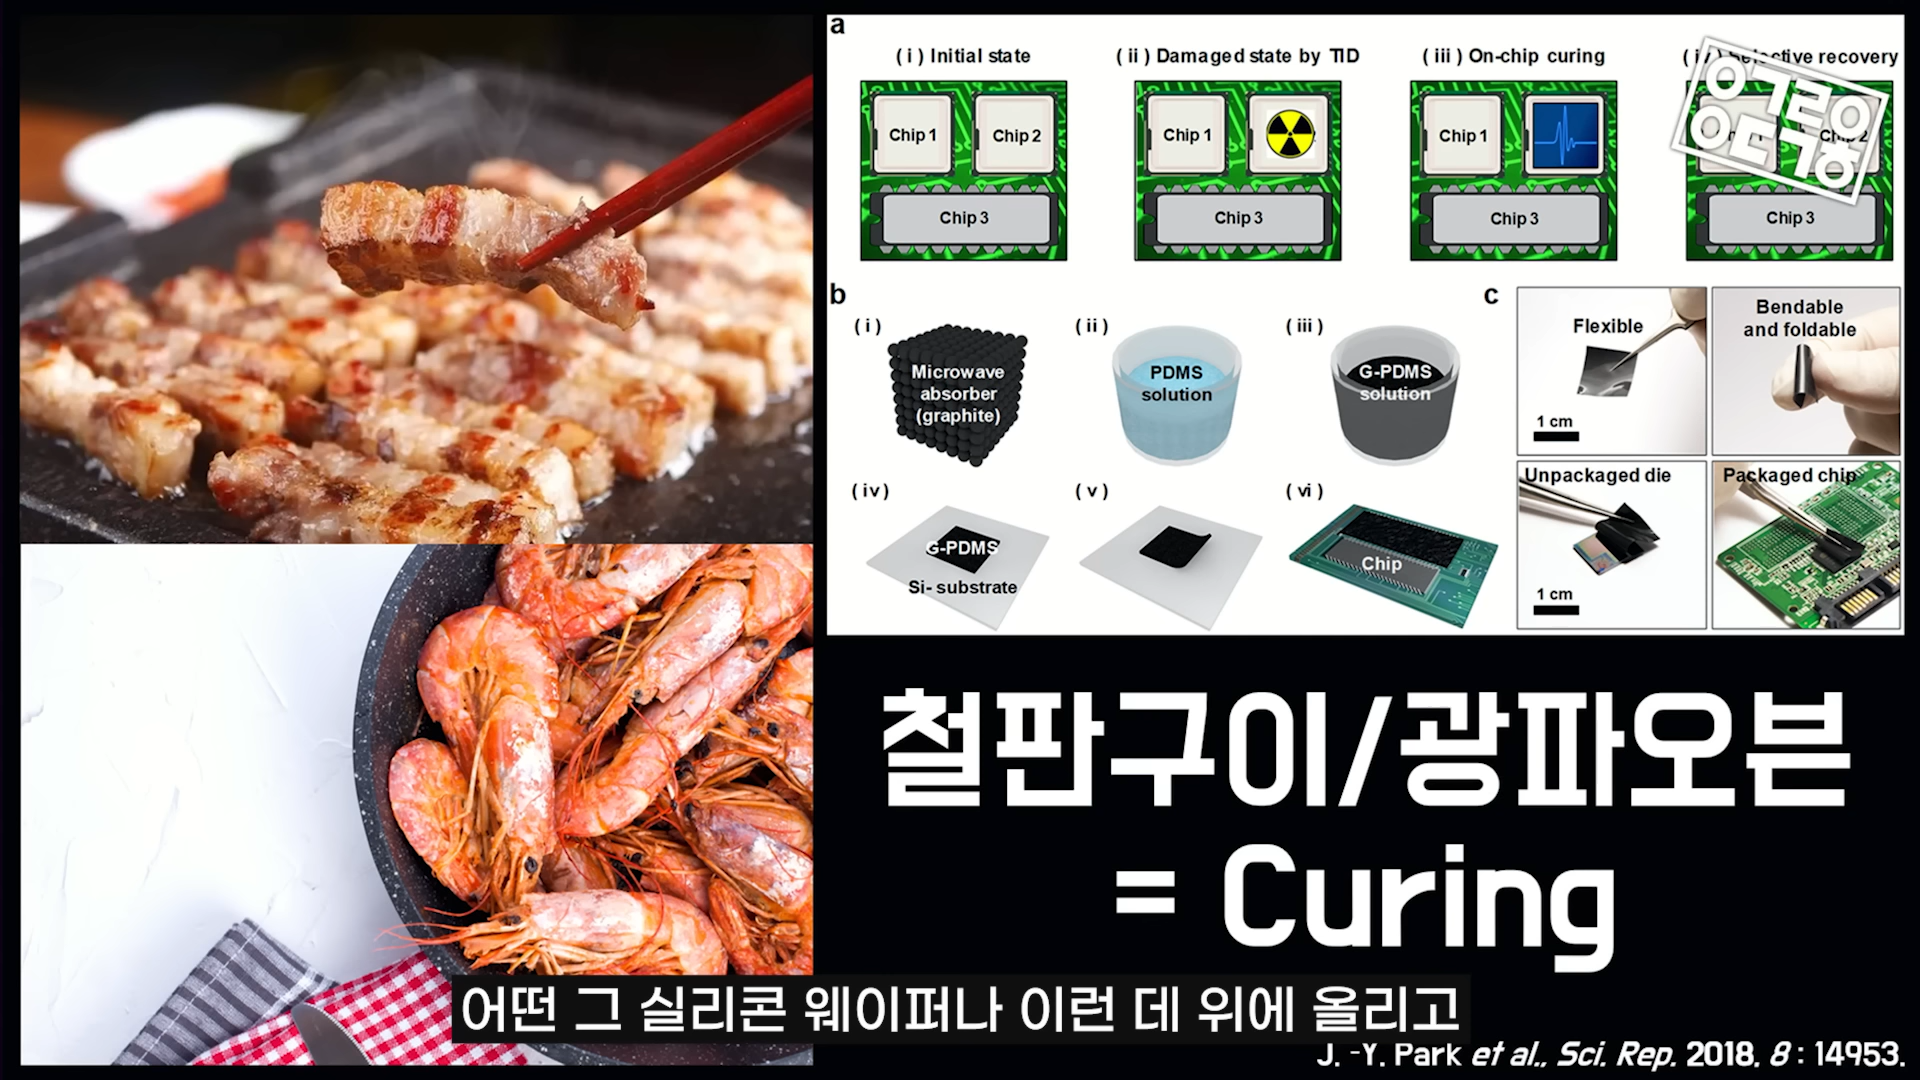 a
( i ) Initial state
( ii ) Damaged state by TID
( iii ) On-chip curing
recovery
Chip 1
Chip 2
Chip 3
Chip 1
Chip 3
Chip 1
Chip 3
Chip 3
b
( i )
Microwave
absorber
(graphite)
( ii )
PDMS
solution
( iii )
G-PDMS
solution
( iv )
G-PDMS
Si- substrate
( v )
( vi )
Chip
c
Flexible
1 cm
Bendable
and foldable
Unpackaged die
1 cm
Packaged chip
철판구이/광파오븐
= Curing
어떤 그 실리콘 웨이퍼나 이런 데 위에 올리고
J. -Y. Park et al., Sci. Rep. 2018, 8 : 14953.